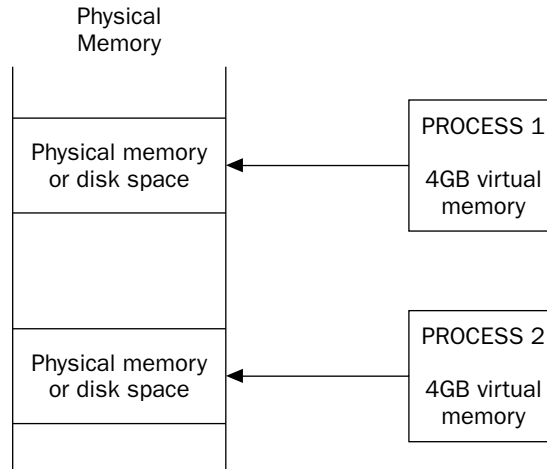 Physical
Memory
Physical memory
or disk space
PROCESS 1
4GB virtual
memory
Physical memory
or disk space
PROCESS 2
4GB virtual
memory